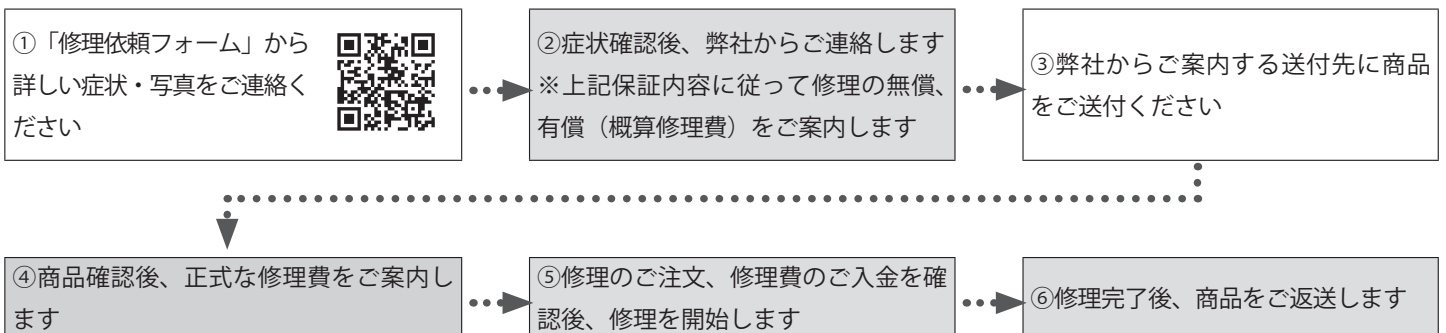 ①「修理依頼フォーム」から
詳しい症状・写真をご連絡く
ださい
②症状確認後、弊社からご連絡します
※上記保証内容に従って修理の無償、
有償（概算修理費）をご案内します
③弊社からご案内する送付先に商品
をご送付ください
④商品確認後、正式な修理費をご案内し
ます
⑤修理のご注文、修理費のご入金を確
認後、修理を開始します
⑥修理完了後、商品をご返送します